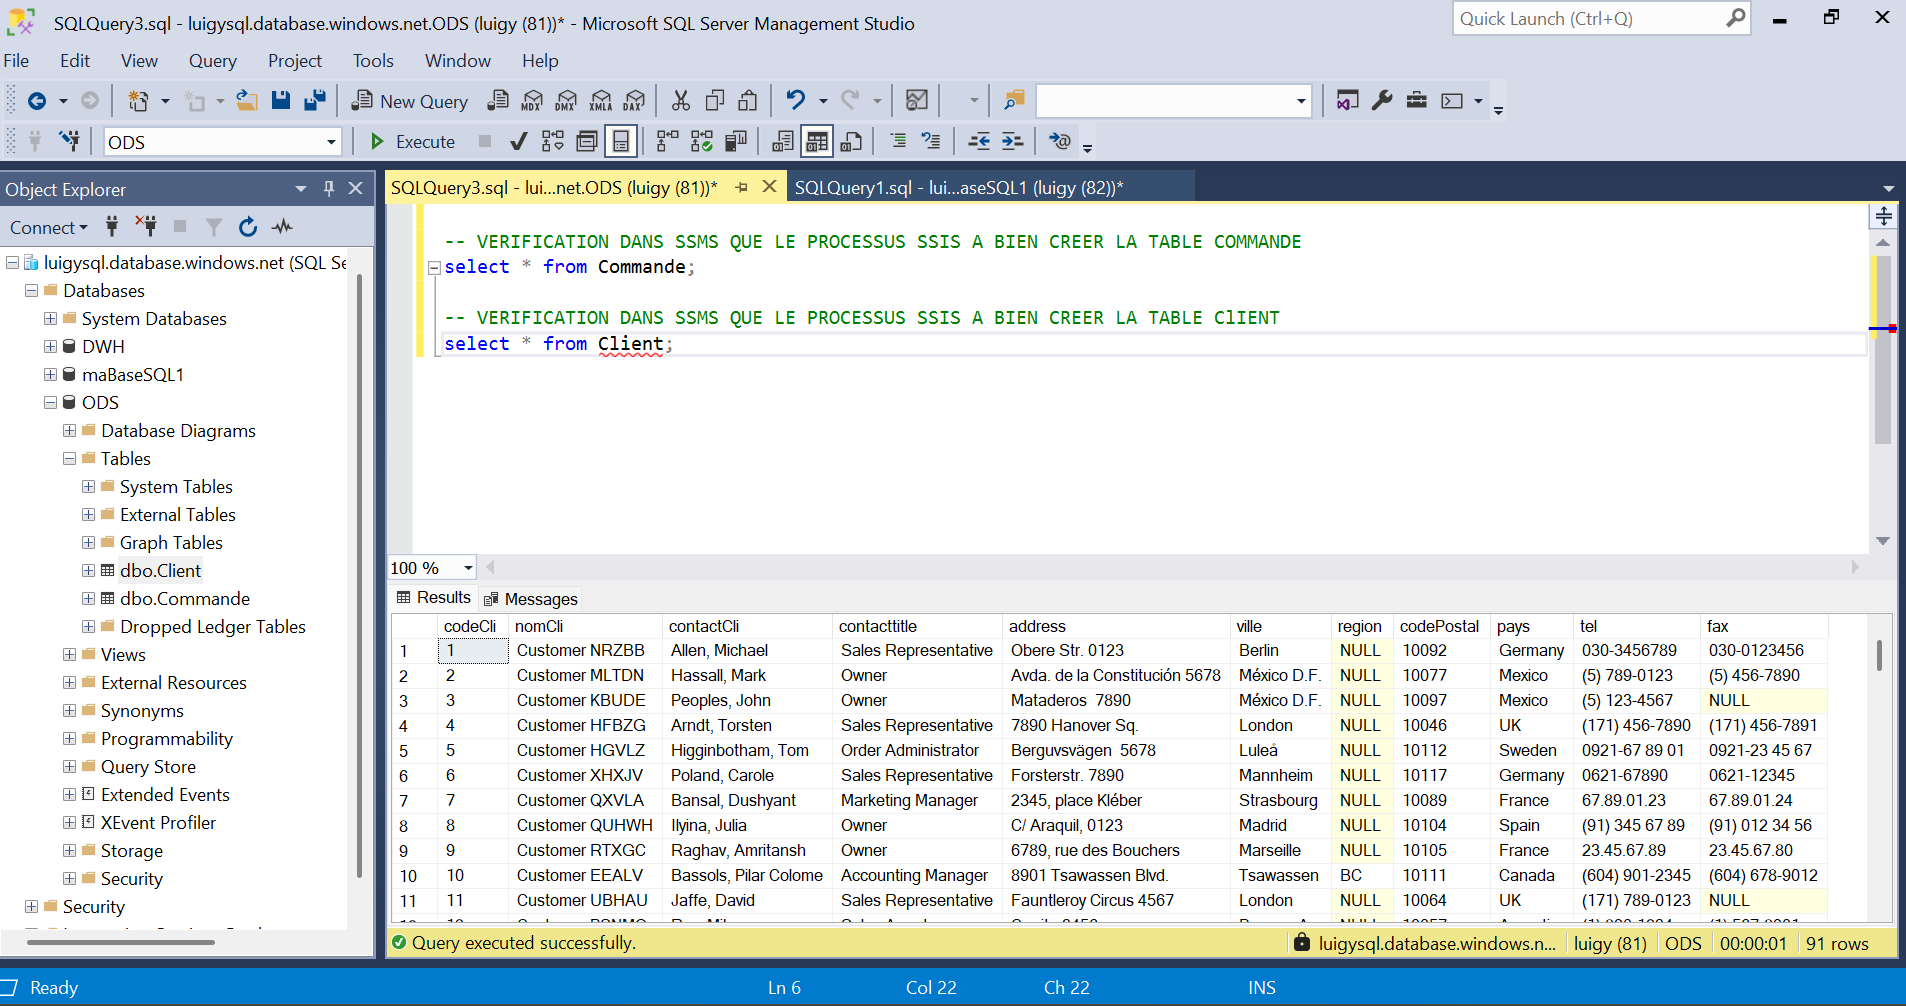 SQLQuery3.sql - luigysql.database.windows.net.ODS (luigy (81))* - Microsoft SQL Server Management Studio
Quick Launch (Ctrl+Q)
File Edit View Query Project Tools Window Help
New Query MDX DMX XMLA DAX
ODS Execute
Object Explorer
Connect
luigysql.database.windows.net (SQL Se
Databases
System Databases
DWH
maBaseSQL1
ODS
Database Diagrams
Tables
System Tables
External Tables
Graph Tables
dbo.Client
dbo.Commande
Dropped Ledger Tables
Views
External Resources
Synonyms
Programmability
Query Store
Extended Events
XEvent Profiler
Storage
Security
Security
SQLQuery3.sql - lui...net.ODS (luigy (81))* SQLQuery1.sql - lui...aseSQL1 (luigy (82))*
-- VERIFICATION DANS SSMS QUE LE PROCESSUS SSIS A BIEN CREER LA TABLE COMMANDE
select * from Commande;
-- VERIFICATION DANS SSMS QUE LE PROCESSUS SSIS A BIEN CREER LA TABLE ClIENT
select * from Client;
100 %
Results Messages
codeCli nomCli contactCli contacttitle address ville region codePostal pays tel fax
1 1 Customer NRZBB Allen, Michael Sales Representative Obere Str. 0123 Berlin NULL 10092 Germany 030-3456789 030-0123456
2 2 Customer MLTDN Hassall, Mark Owner Avda. de la Constitución 5678 México D.F. NULL 10077 Mexico (5) 789-0123 (5) 456-7890
3 3 Customer KBUDE Peoples, John Owner Mataderos  7890 México D.F. NULL 10097 Mexico (5) 123-4567 NULL
4 4 Customer HFBZG Arndt, Torsten Sales Representative 7890 Hanover Sq. London NULL 10046 UK (171) 456-7890 (171) 456-7891
5 5 Customer HGVLZ Higginbotham, Tom Order Administrator Berguvsvägen  5678 Luleå NULL 10112 Sweden 0921-67 89 01 0921-23 45 67
6 6 Customer XHXJV Poland, Carole Sales Representative Forsterstr. 7890 Mannheim NULL 10117 Germany 0621-67890 0621-12345
7 7 Customer QXVLA Bansal, Dushyant Marketing Manager 2345, place Kléber Strasbourg NULL 10089 France 67.89.01.23 67.89.01.24
8 8 Customer QUHWH Ilyina, Julia Owner C/ Araquil, 0123 Madrid NULL 10104 Spain (91) 345 67 89 (91) 012 34 56
9 9 Customer RTXGC Raghav, Amritansh Owner 6789, rue des Bouchers Marseille NULL 10105 France 23.45.67.89 23.45.67.80
10 10 Customer EEALV Bassols, Pilar Colome Accounting Manager 8901 Tsawassen Blvd. Tsawassen BC 10111 Canada (604) 901-2345 (604) 678-9012
11 11 Customer UBHAU Jaffe, David Sales Representative Fauntleroy Circus 4567 London NULL 10064 UK (171) 789-0123 NULL
Query executed successfully. luigysql.database.windows.n... luigy (81) ODS 00:00:01 91 rows
Ready Ln 6 Col 22 Ch 22 INS